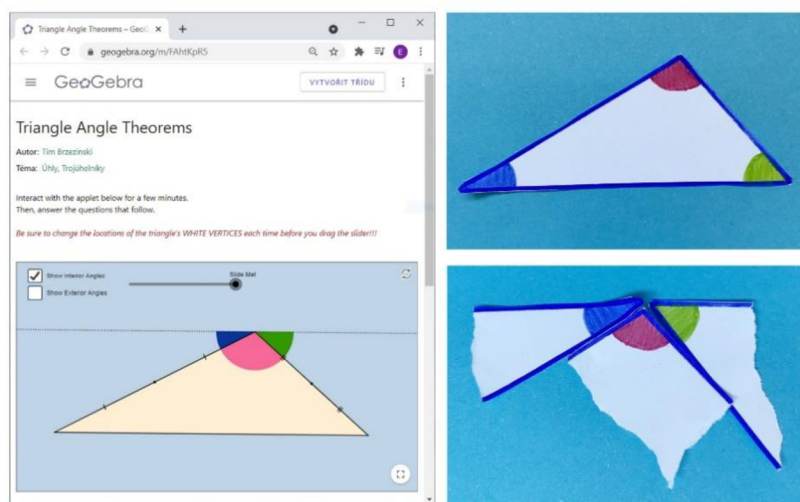 Triangle Angle Theorems – Geo
geogebra.org/m/FAhtKpR5
E
GeoGebra
VYTVOŘIT TŘÍDU
Triangle Angle Theorems
Autor: Tim Brzezinski
Téma: Úhly, Trojúhelníky
Interact with the applet below for a few minutes.
Then, answer the questions that follow.
Be sure to change the locations of the triangle's WHITE VERTICES each time before you drag the slider!!!
Show Interior Angles
Slide Me!
Show Exterior Angles